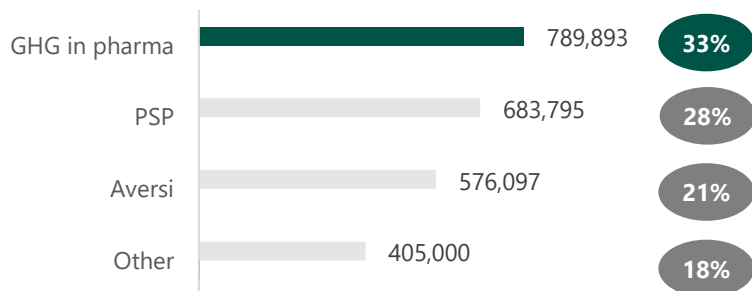 GHG in pharma 789,893 33%
PSP 683,795 28%
Aversi 576,097 21%
Other 405,000 18%